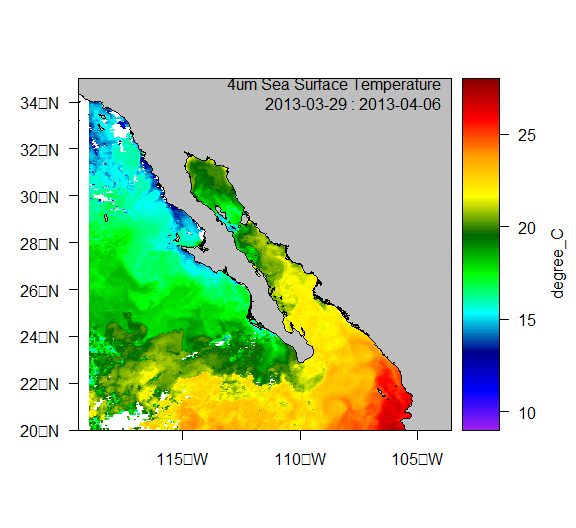 4um Sea Surface Temperature
2013-03-29 : 2013-04-06
34□N
32□N
30□N
28□N
26□N
24□N
22□N
20□N
115□W
110□W
105□W
25
20
15
10
degree_C